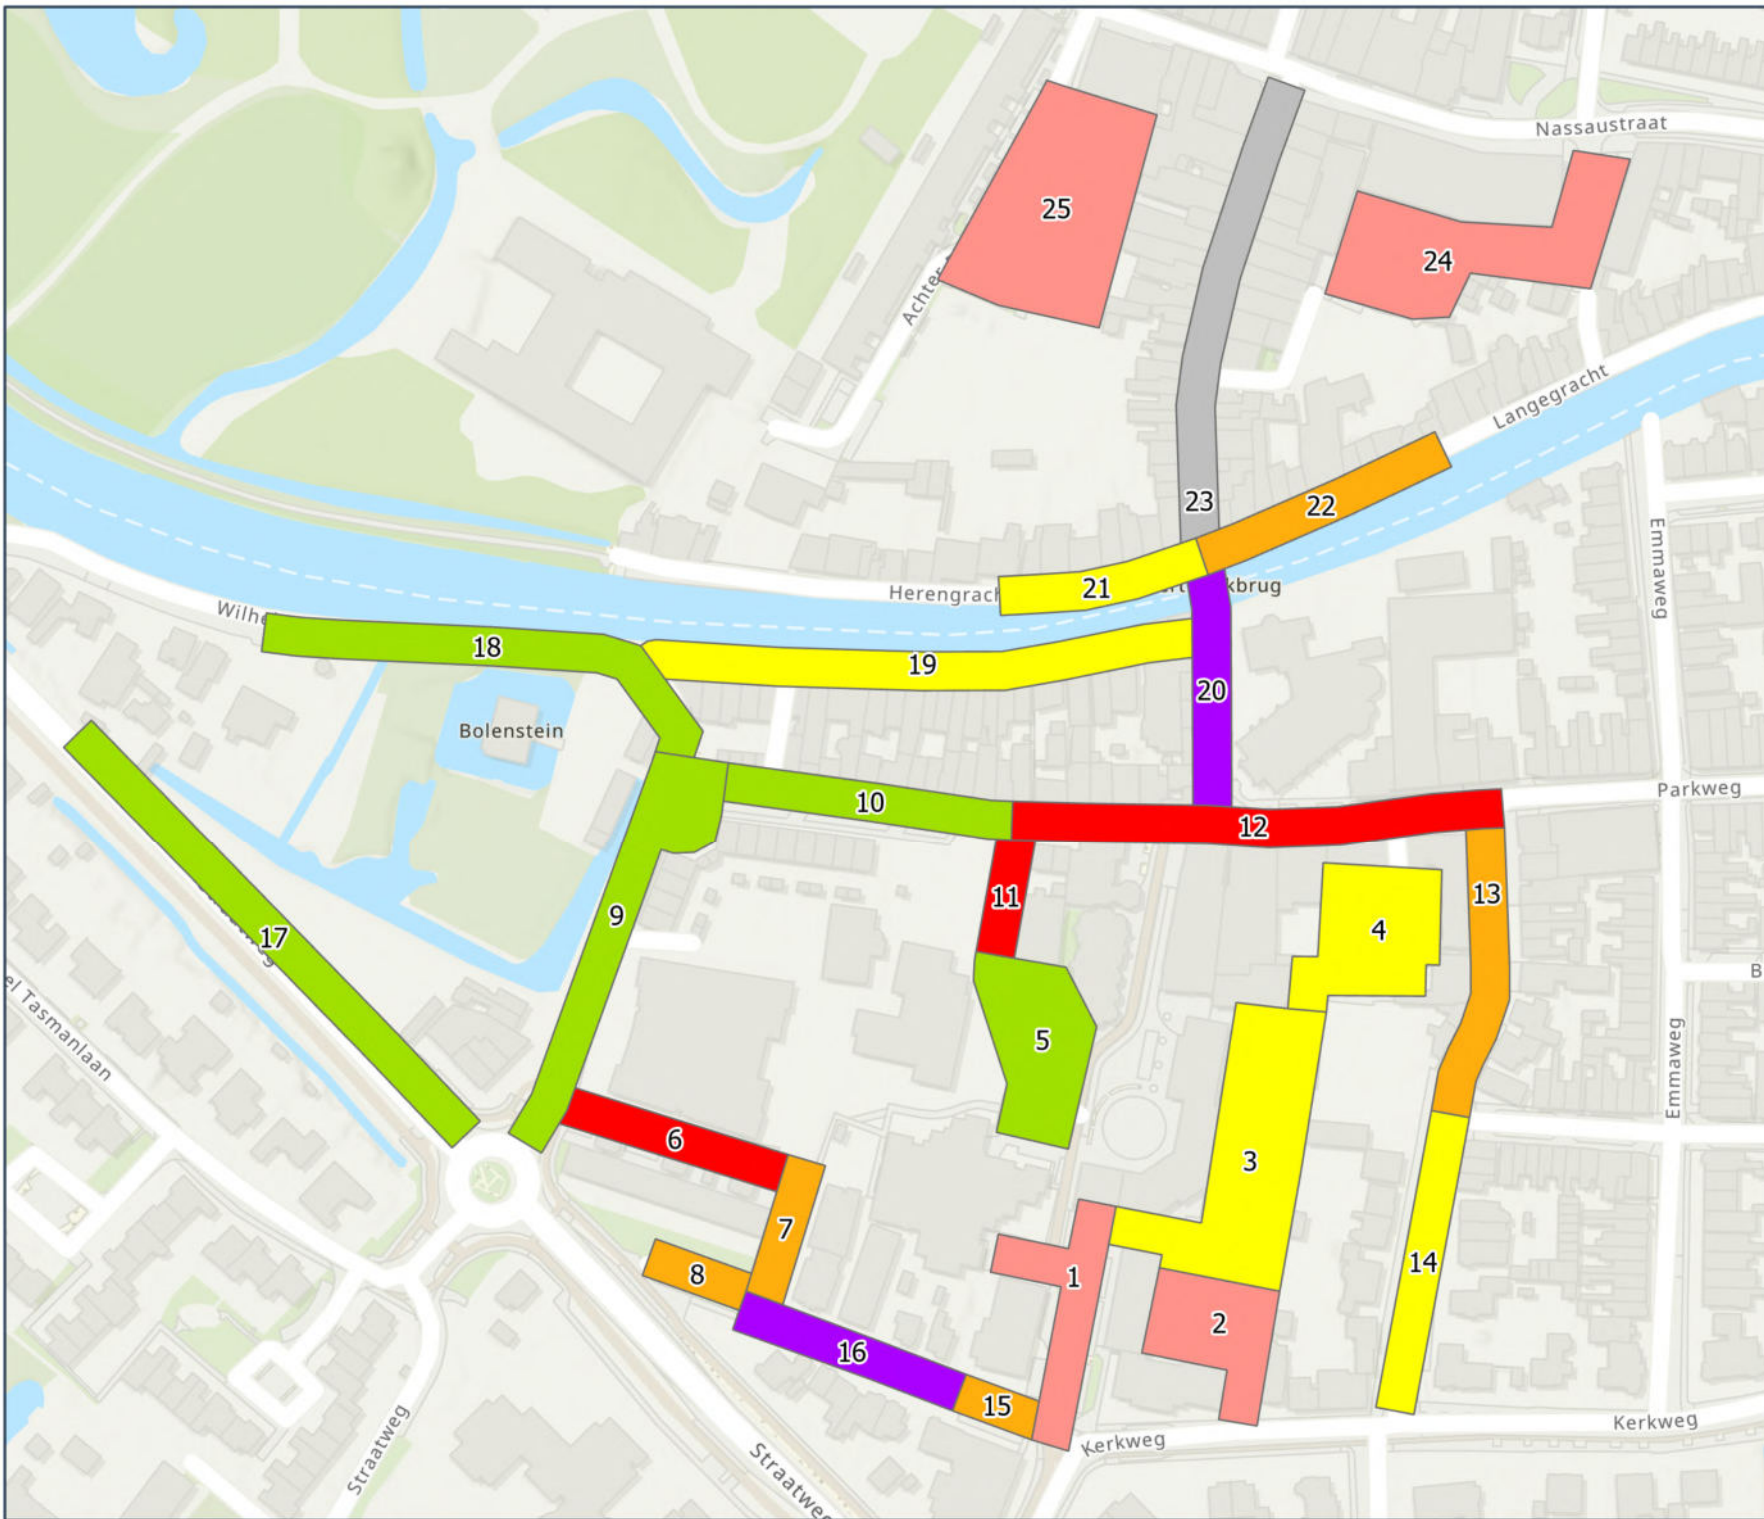 Nassaustraat
25
24
Achter
Langegracht
23
22
Emmaweg
21
Herengrach
kbrug
Wilhe
18
19
20
Bolenstein
Parkweg
10
12
11
13
9
4
17
el Tasmanlaan
B
5
Emmaweg
6
3
7
8
1
14
2
16
15
Straatweg
Kerkweg
Kerkweg
Straatweg